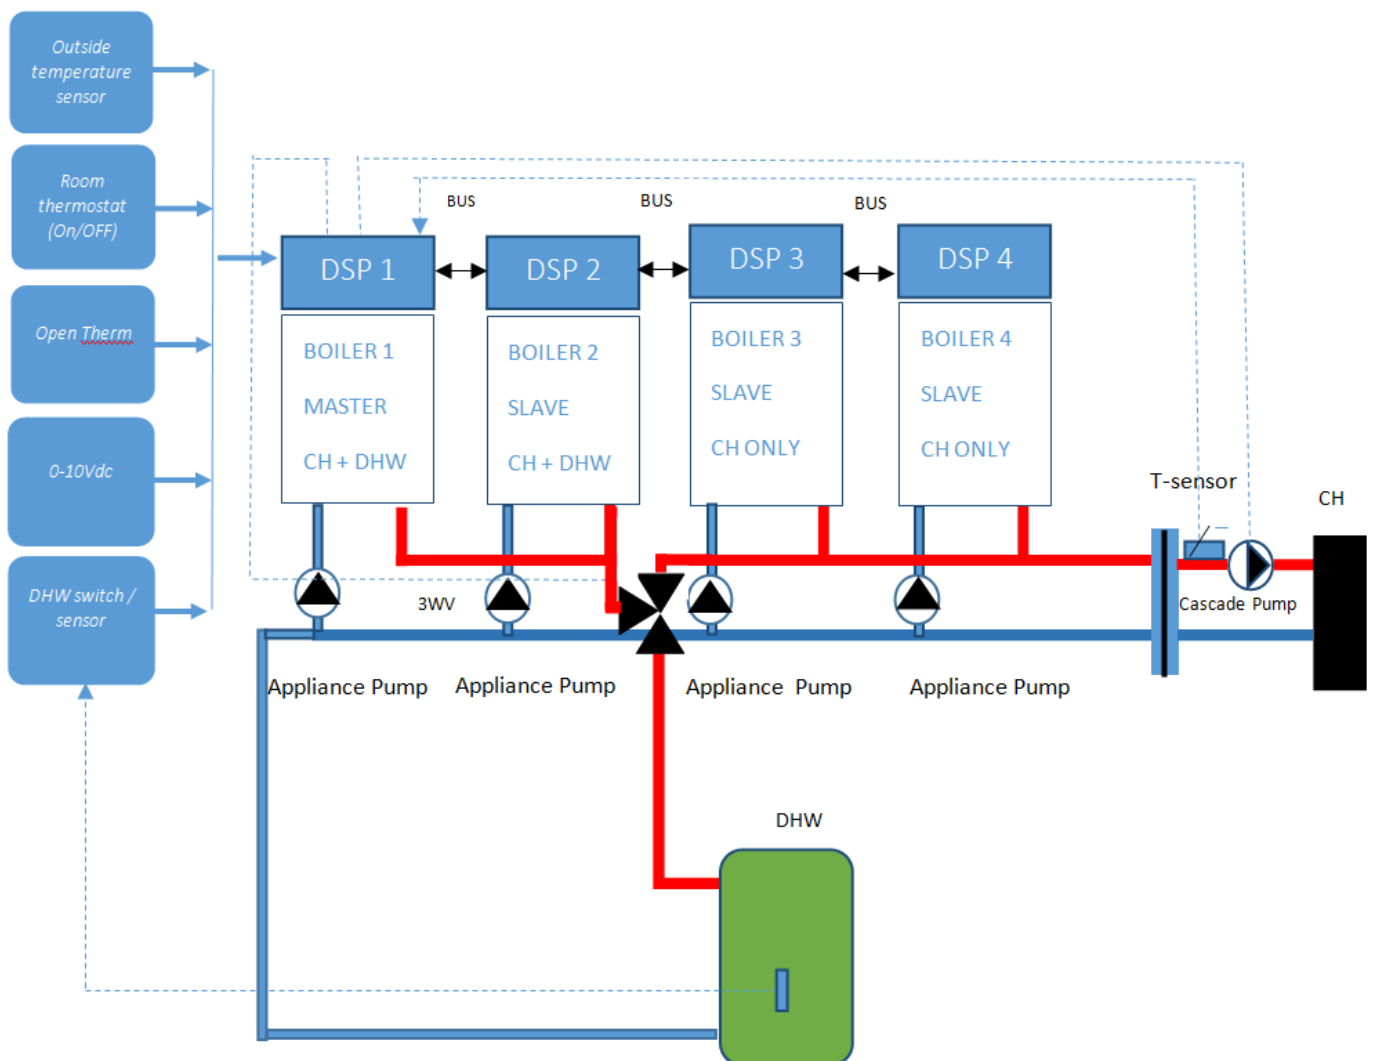 Outside
temperature
sensor
Room
thermostat
(On/OFF)
Open Therm
0-10Vdc
DHW switch /
sensor
BUS
BUS
BUS
DSP 1
DSP 2
DSP 3
DSP 4
BOILER 1
MASTER
CH + DHW
BOILER 2
SLAVE
CH + DHW
BOILER 3
SLAVE
CH ONLY
BOILER 4
SLAVE
CH ONLY
T-sensor
CH
3WV
Cascade Pump
Appliance Pump
Appliance Pump
Appliance Pump
Appliance Pump
DHW